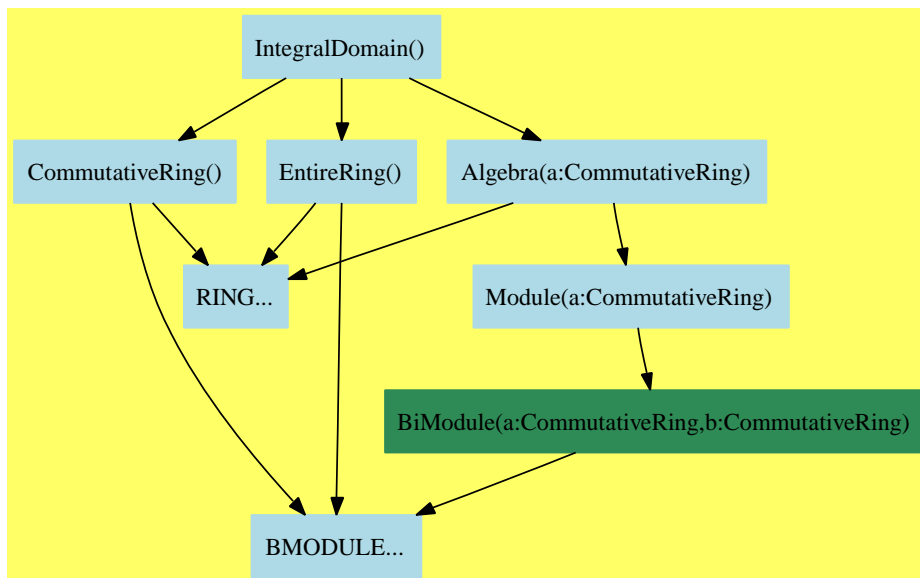 IntegralDomain()
CommutativeRing()
EntireRing()
Algebra(a:CommutativeRing)
RING...
Module(a:CommutativeRing)
BiModule(a:CommutativeRing,b:CommutativeRing)
BMODULE...